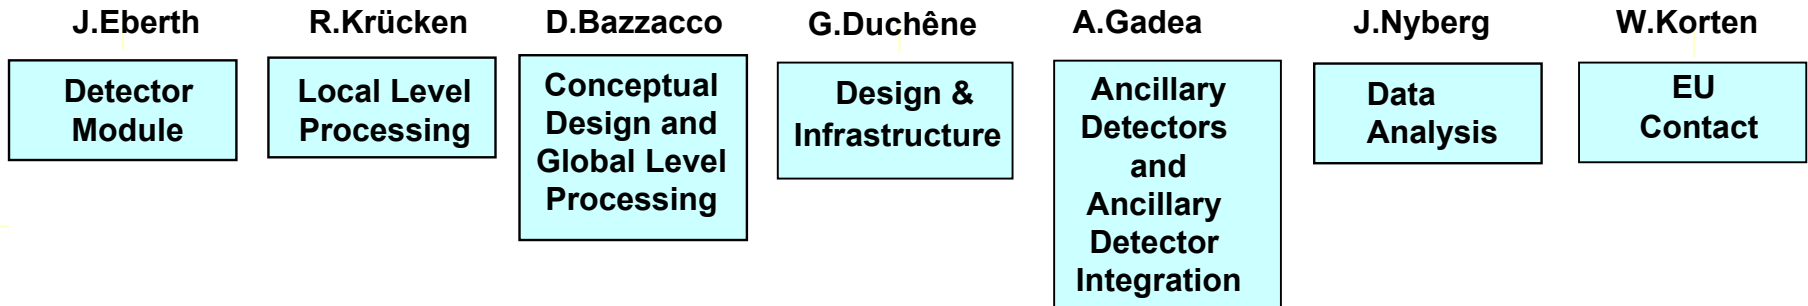 J.Eberth
R.Krücken
D.Bazzacco
G.Duchêne
A.Gadea
J.Nyberg
W.Korten
Detector
Module
Local Level
Processing
Conceptual
Design and
Global Level
Processing
Design &
Infrastructure
Ancillary
Detectors
and
Ancillary
Detector
Integration
Data
Analysis
EU
Contact